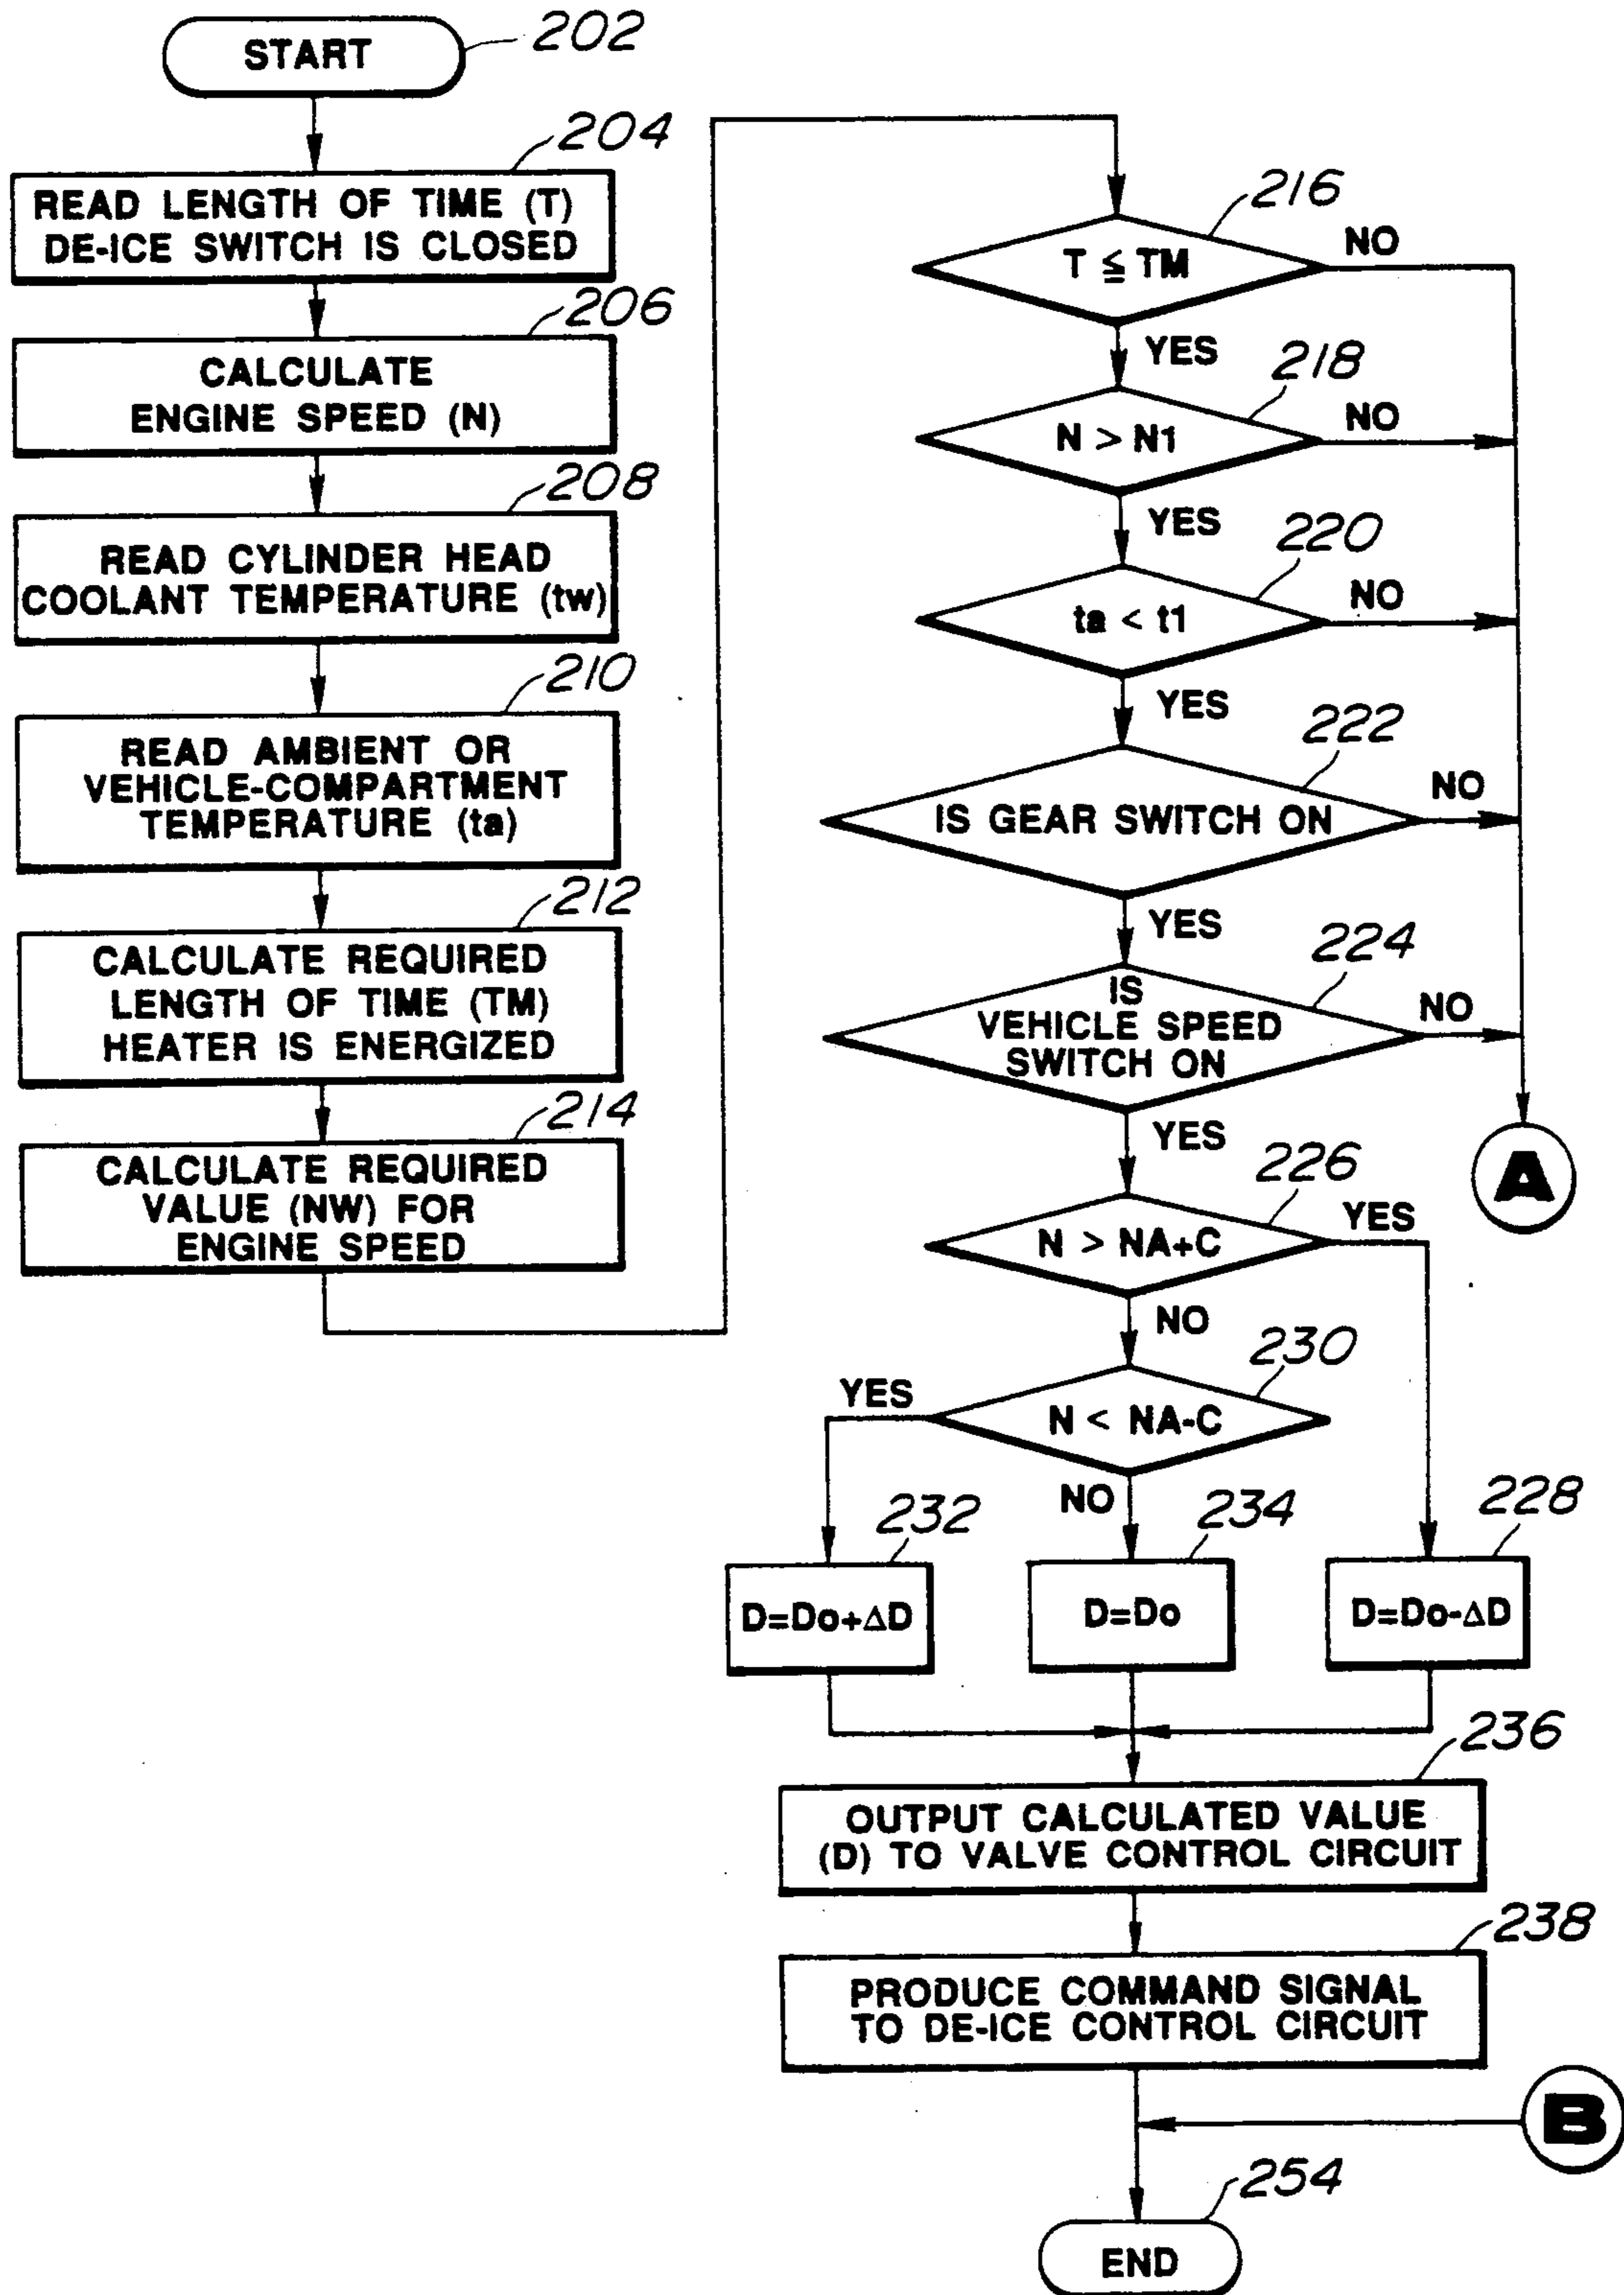 START
202
204
READ LENGTH OF TIME (T)
DE-ICE SWITCH IS CLOSED
206
CALCULATE
ENGINE SPEED (N)
208
READ CYLINDER HEAD
COOLANT TEMPERATURE (tw)
210
READ AMBIENT OR
VEHICLE-COMPARTMENT
TEMPERATURE (ta)
212
CALCULATE REQUIRED
LENGTH OF TIME (TM)
HEATER IS ENERGIZED
214
CALCULATE REQUIRED
VALUE (NW) FOR
ENGINE SPEED
216
T ≦ TM
NO
YES
218
N > N1
NO
YES
220
ta < t1
NO
YES
222
IS GEAR SWITCH ON
NO
YES
224
IS
VEHICLE SPEED
SWITCH ON
NO
YES
A
226
N > NA+C
YES
NO
230
N < NA-C
YES
NO
232
D=Do+ΔD
234
D=Do
228
D=Do-ΔD
236
OUTPUT CALCULATED VALUE
(D) TO VALVE CONTROL CIRCUIT
238
PRODUCE COMMAND SIGNAL
TO DE-ICE CONTROL CIRCUIT
B
254
END